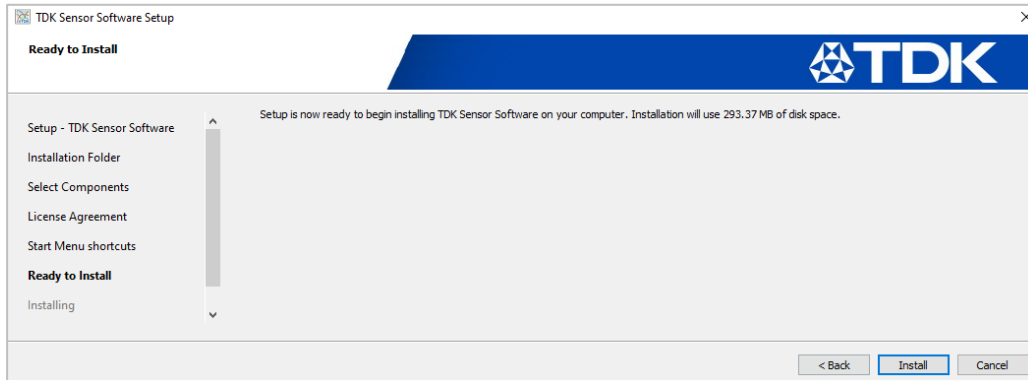 TDK Sensor Software Setup
Ready to Install
TDK
Setup is now ready to begin installing TDK Sensor Software on your computer. Installation will use 293.37 MB of disk space.
Setup - TDK Sensor Software
Installation Folder
Select Components
License Agreement
Start Menu shortcuts
Ready to Install
Installing
< Back Install Cancel